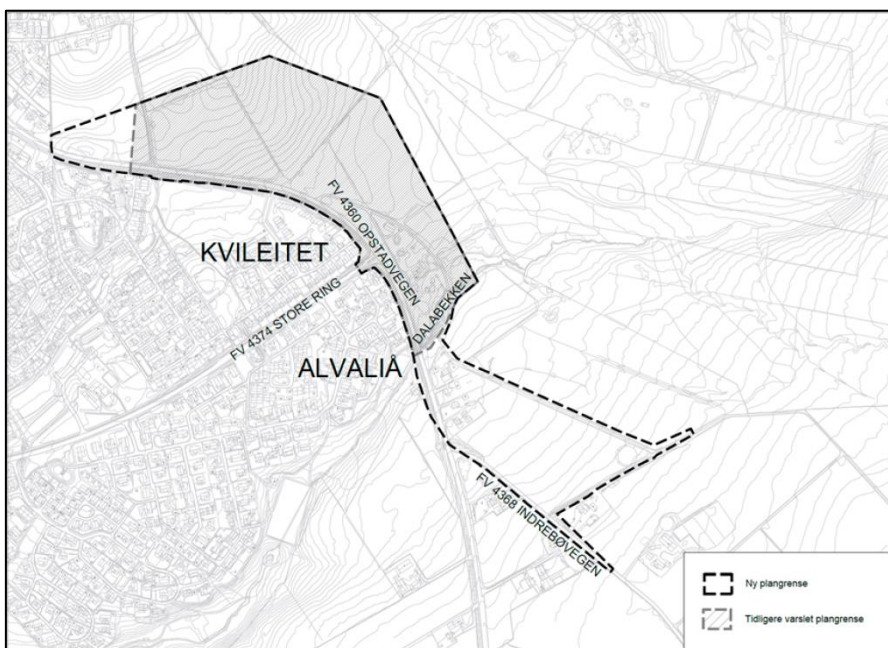 FV 4360 OPSTADVEGEN
KVILEITET
DALABEKKEN
FV 4374 STORE RING
ALVALIÅ
FV 4368 INDREBØVEGEN
Ny plangrense
Tidligere varslet plangrense